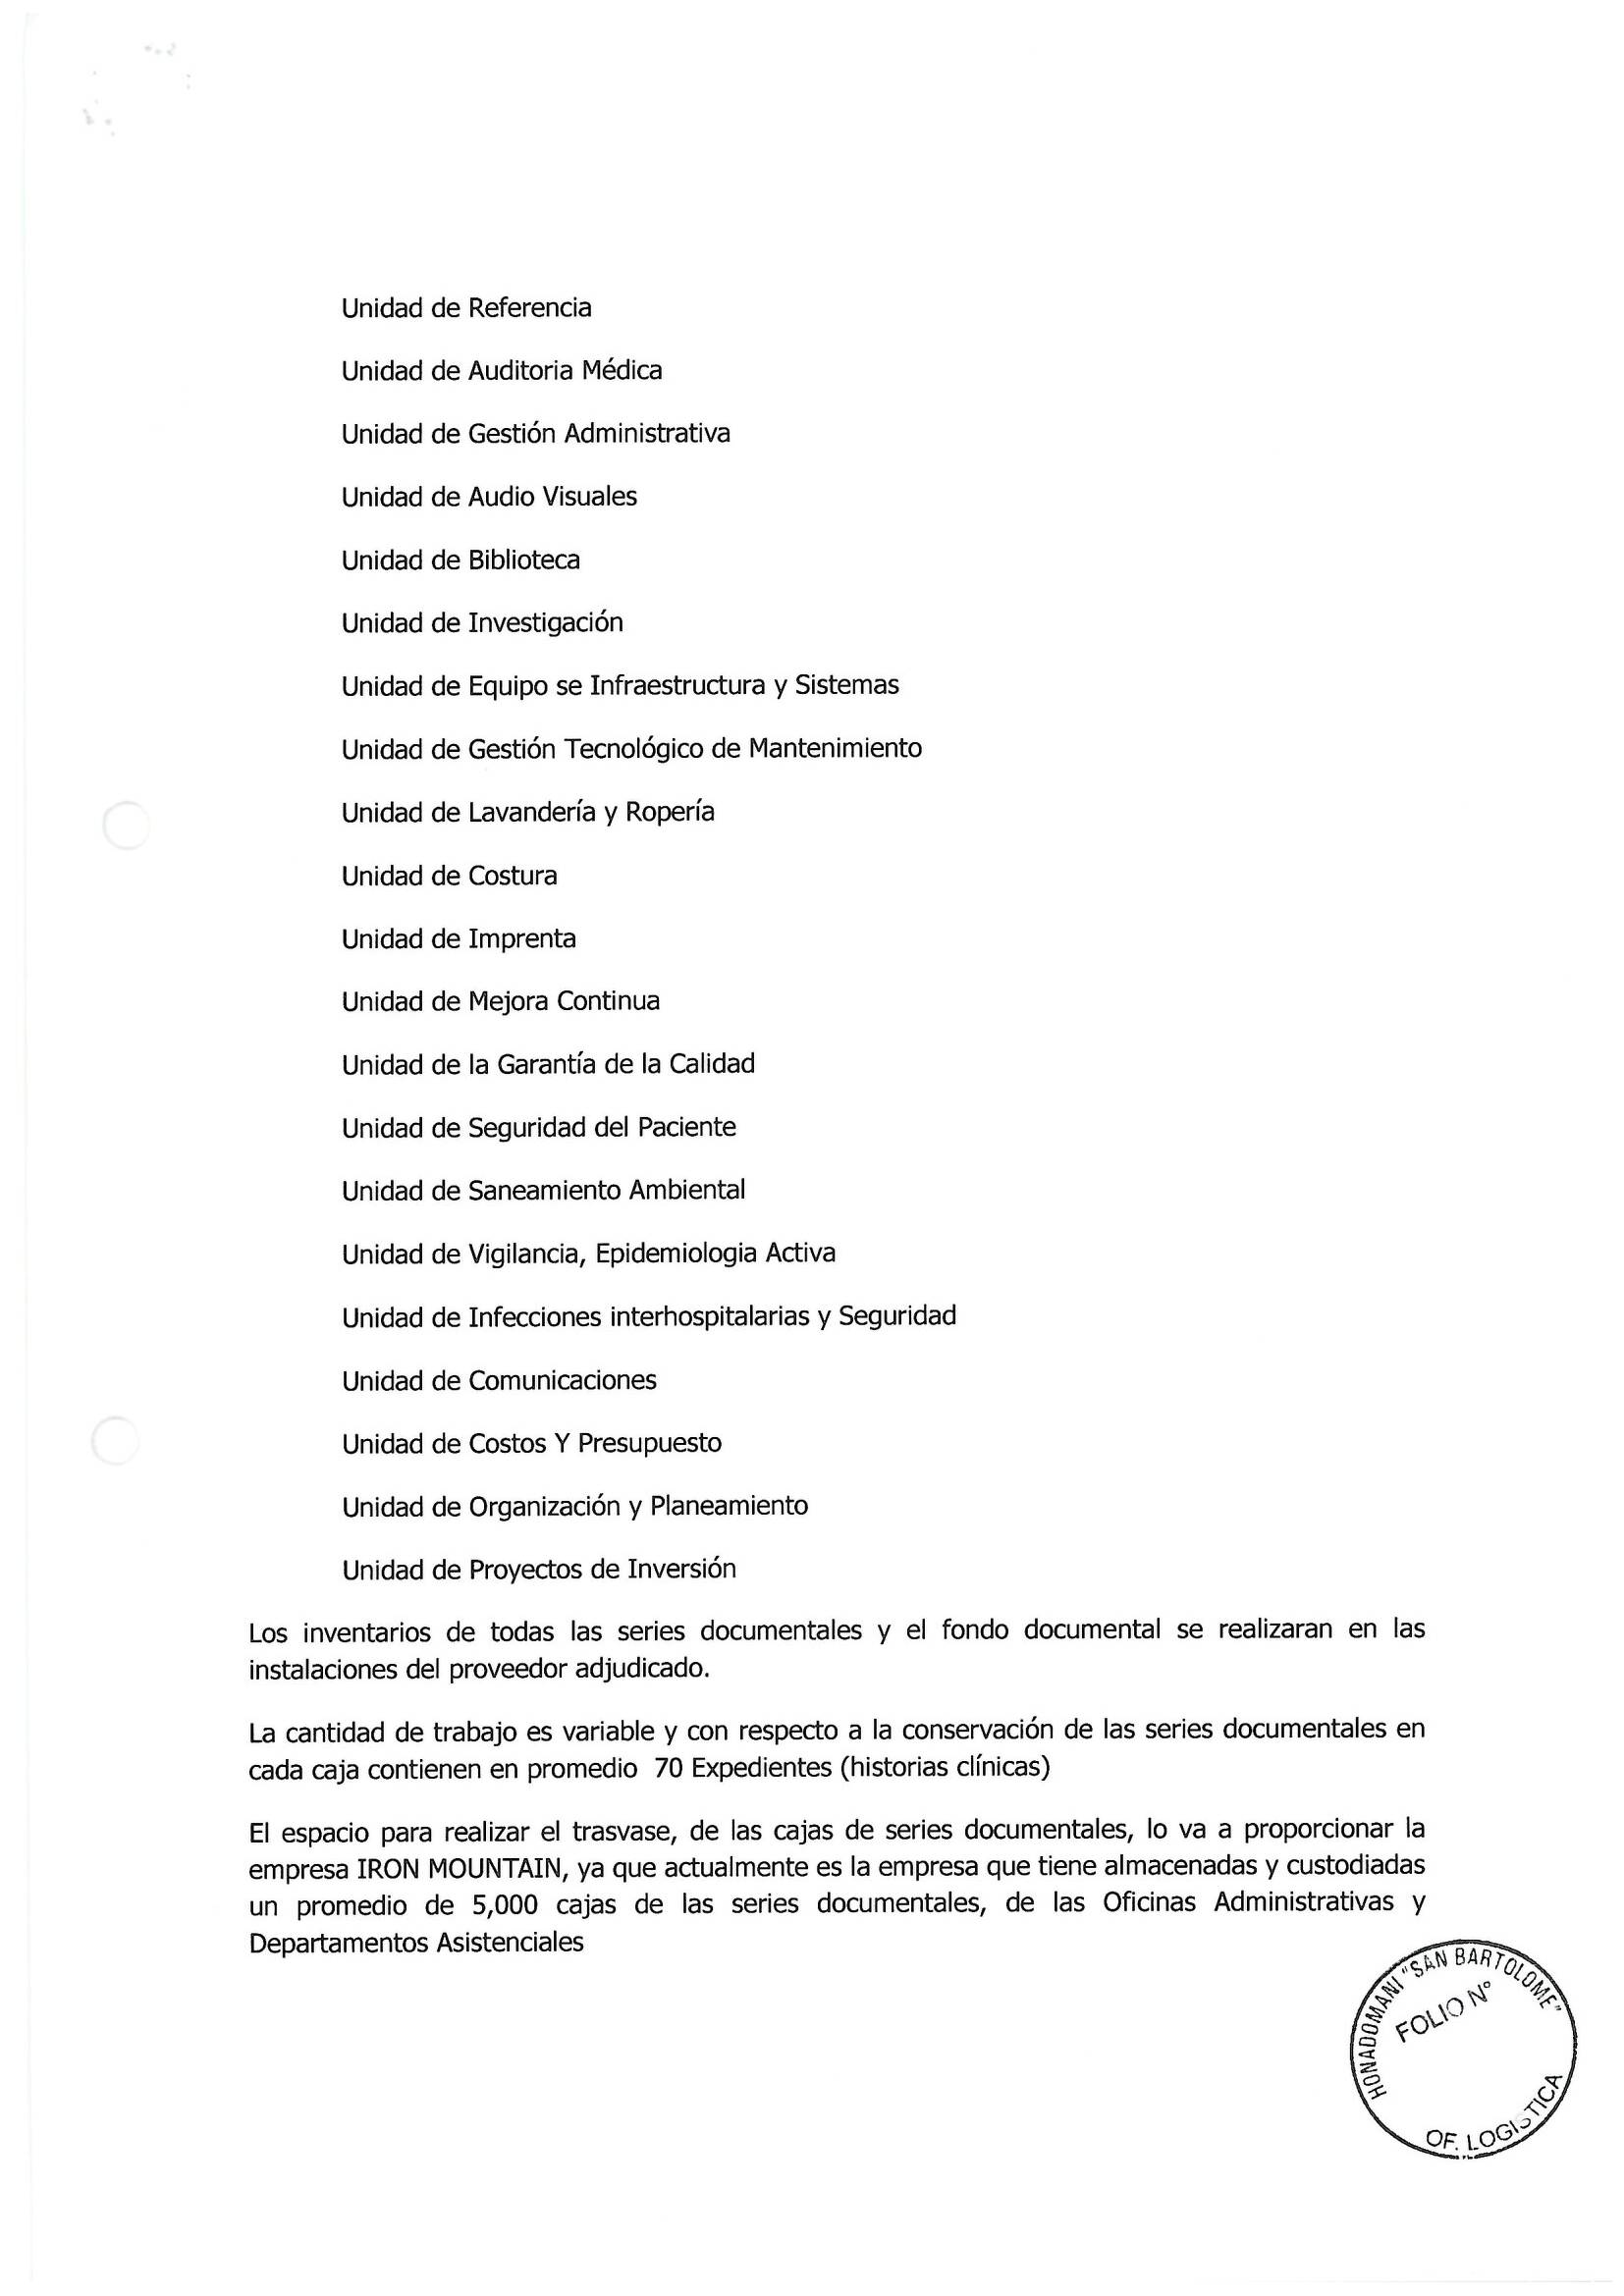 Unidad de Referencia
Unidad de Auditoria Médica
Unidad de Gestión Administrativa
Unidad de Audio Visuales
Unidad de Biblioteca
Unidad de Investigación
Unidad de Equipo se Infraestructura y Sistemas
Unidad de Gestión Tecnológico de Mantenimiento
Unidad de Lavandería y Ropería
Unidad de Costura
Unidad de Imprenta
Unidad de Mejora Continua
Unidad de la Garantía de la Calidad
Unidad de Seguridad del Paciente
Unidad de Saneamiento Ambiental
Unidad de Vigilancia, Epidemiologia Activa
Unidad de Infecciones interhospitalarias y Seguridad
Unidad de Comunicaciones
Unidad de Costos Y Presupuesto
Unidad de Organización y Planeamiento
Unidad de Proyectos de Inversión
Los inventarios de todas las series documentales y el fondo documental se realizaran en las
instalaciones del proveedor adjudicado.
La cantidad de trabajo es variable y con respecto a la conservación de las series documentales en
cada caja contienen en promedio 70 Expedientes (historias clínicas)
El espacio para realizar el trasvase, de las cajas de series documentales, lo va a proporcionar la
empresa IRON MOUNTAIN, ya que actualmente es la empresa que tiene almacenadas y custodiadas
un promedio de 5,000 cajas de las series documentales, de las Oficinas Administrativas y
Departamentos Asistenciales
HONADOMANI "SAN BARTOLOME"
FOLIO N°
OF. LOGISTICA